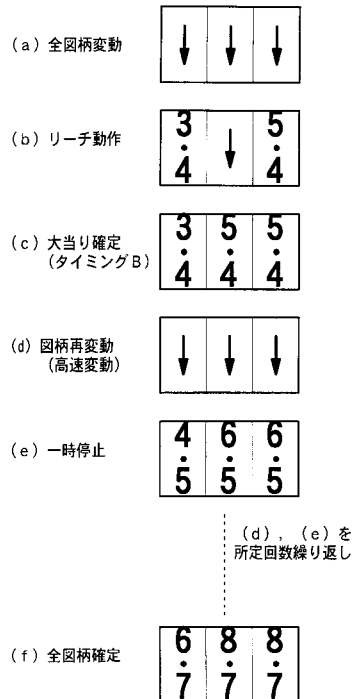 (a)全図柄変動
↓ ↓ ↓
(b)リーチ動作
3 5
・ ↓ ・
4 4
(c)大当り確定
(タイミングB)
3 5 5
・ ・ ・
4 4 4
(d)図柄再変動
(高速変動)
↓ ↓ ↓
(e)一時停止
4 6 6
・ ・ ・
5 5 5
(d),(e)を
所定回数繰り返し
(f)全図柄確定
6 8 8
・ ・ ・
7 7 7